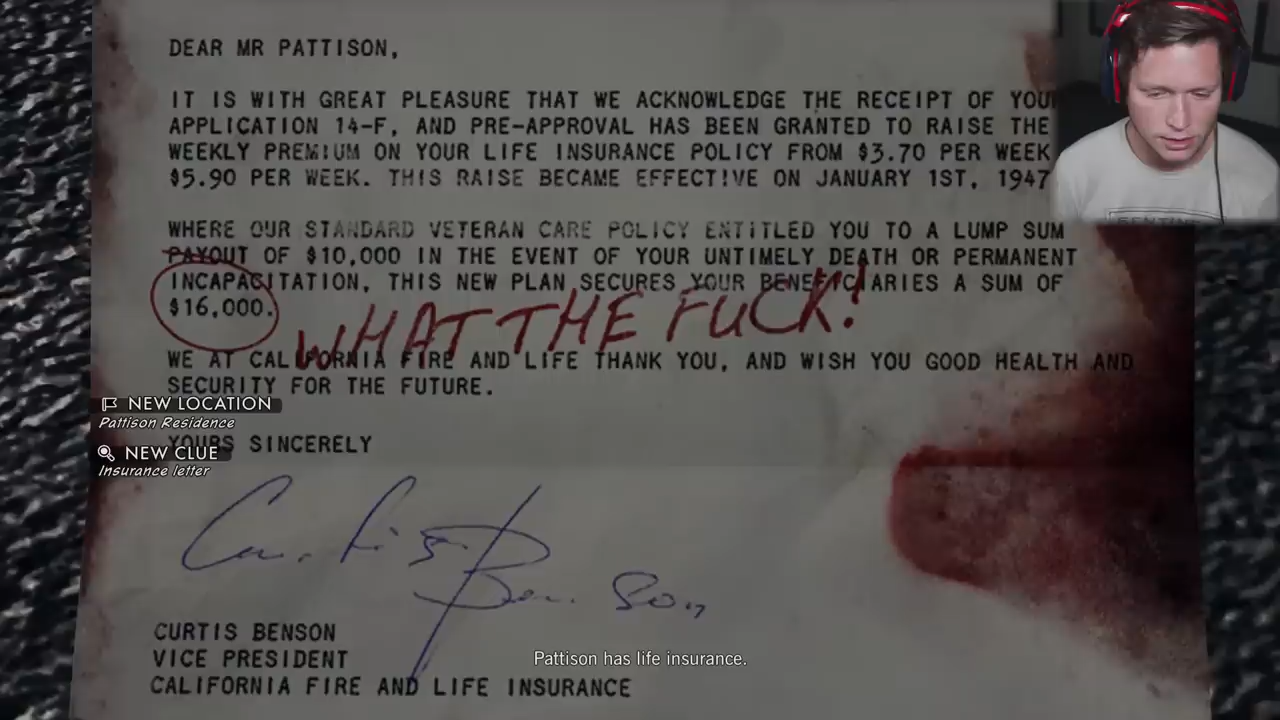 DEAR MR PATTISON,
IT IS WITH GREAT PLEASURE THAT WE ACKNOWLEDGE THE RECEIPT OF YOU
APPLICATION 14-F, AND PRE-APPROVAL HAS BEEN GRANTED TO RAISE THE
WEEKLY PREMIUM ON YOUR LIFE INSURANCE POLICY FROM $3.70 PER WEEK
$5.90 PER WEEK. THIS RAISE BECAME EFFECTIVE ON JANUARY 1ST, 1947
WHERE OUR STANDARD VETERAN CARE POLICY ENTITLED YOU TO A LUMP SUM
PAYOUT OF $10,000 IN THE EVENT OF YOUR UNTIMELY DEATH OR PERMANENT
INCAPACITATION, THIS NEW PLAN SECURES YOUR BENEFICIARIES A SUM OF
$16,000.
WHAT THE FUCK!
WE AT CALIFORNIA FIRE AND LIFE THANK YOU, AND WISH YOU GOOD HEALTH AND
SECURITY FOR THE FUTURE.
NEW LOCATION
Pattison Residence
YOURS SINCERELY
NEW CLUE
Insurance letter
Curtis Benson
CURTIS BENSON
VICE PRESIDENT
Pattison has life insurance.
CALIFORNIA FIRE AND LIFE INSURANCE